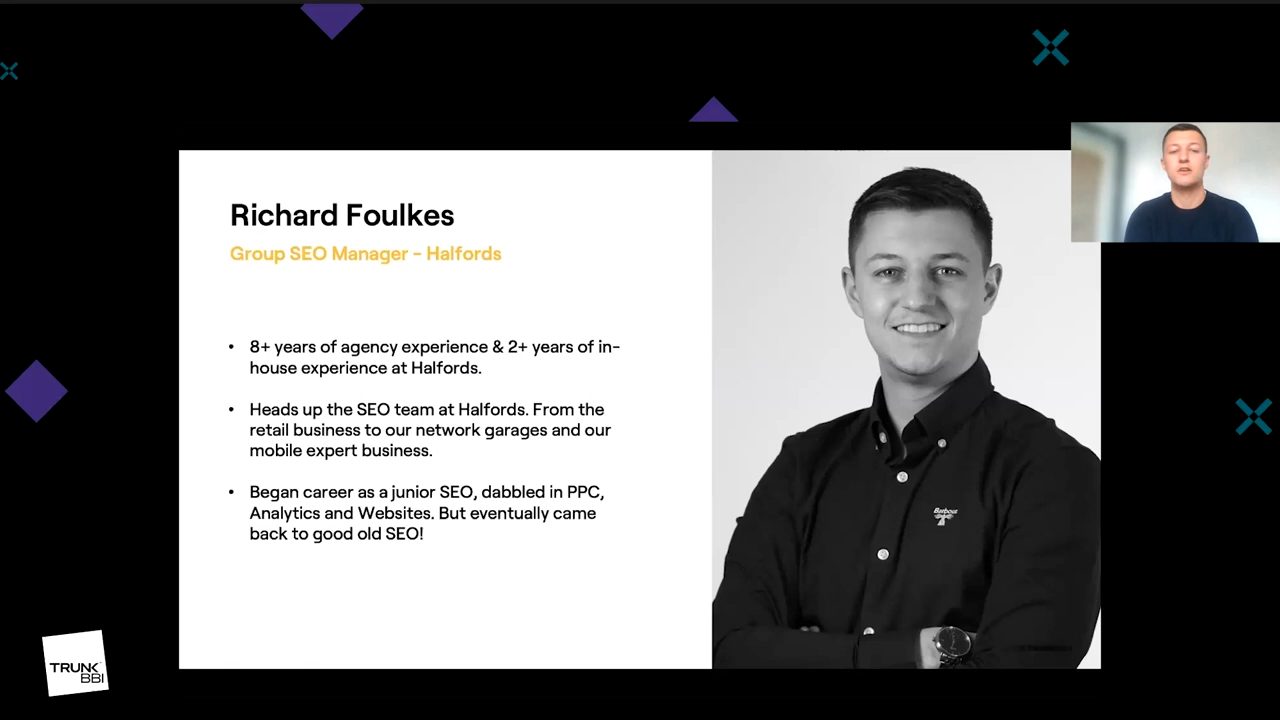 Richard Foulkes
Group SEO Manager - Halfords
• 8+ years of agency experience & 2+ years of in-
house experience at Halfords.
• Heads up the SEO team at Halfords. From the
retail business to our network garages and our
mobile expert business.
• Began career as a junior SEO, dabbled in PPC,
Analytics and Websites. But eventually came
back to good old SEO!
Barbour
TRUNK
BBI